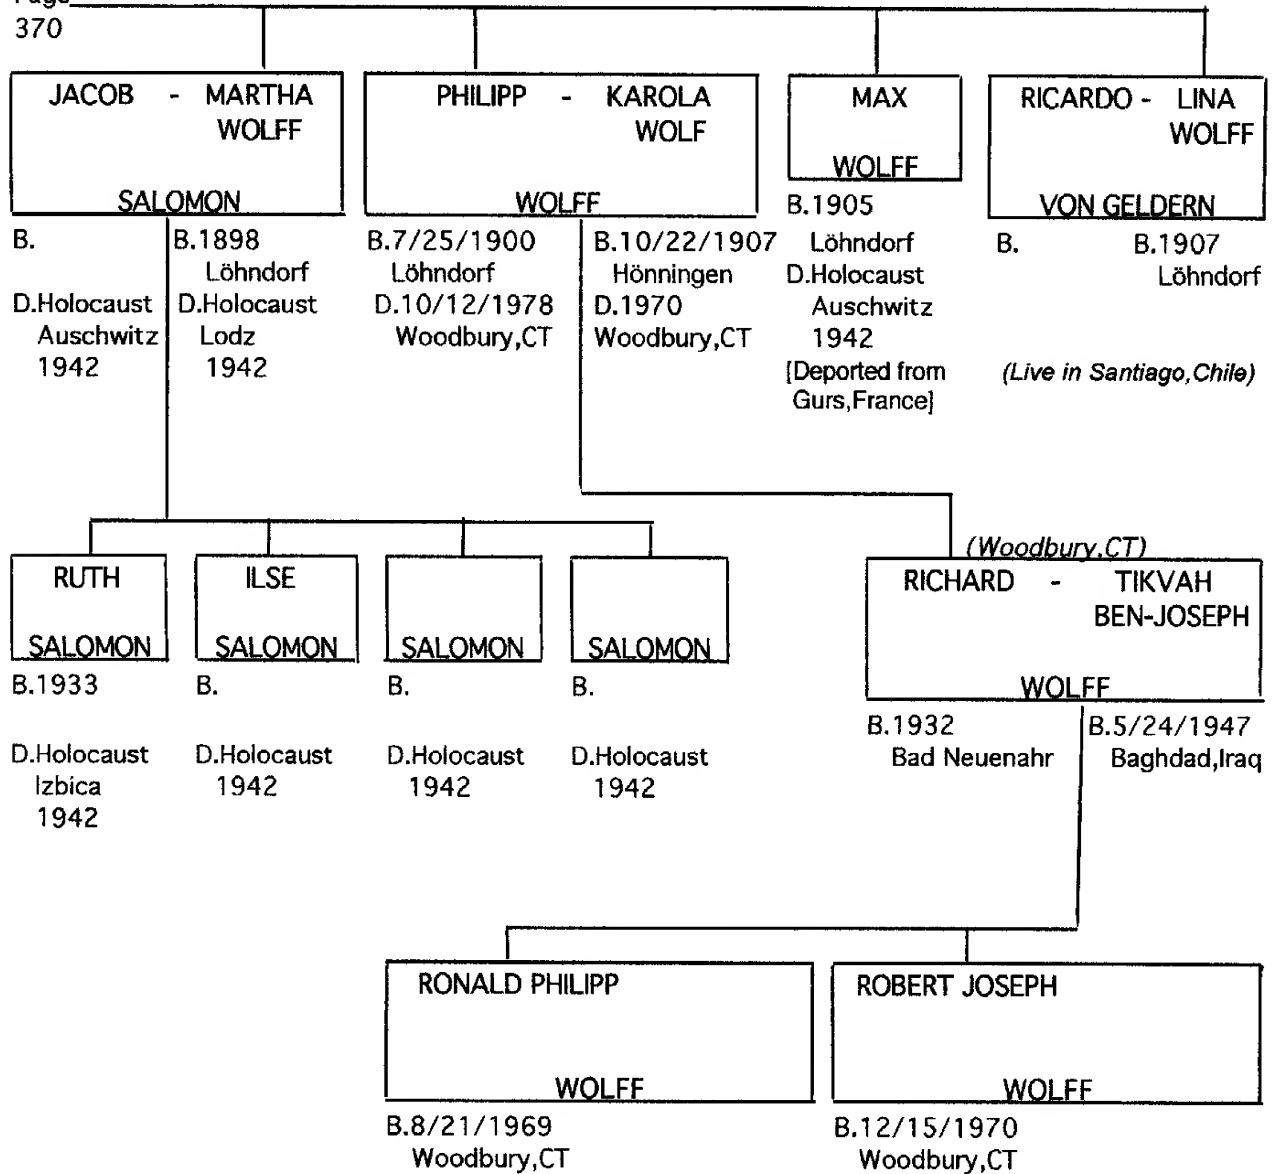 Page
370
JACOB - MARTHA
WOLFF
SALOMON
B.
D.Holocaust
Auschwitz
1942
B.1898
Löhndorf
D.Holocaust
Lodz
1942
PHILIPP - KAROLA
WOLF
WOLFF
B.7/25/1900
Löhndorf
D.10/12/1978
Woodbury,CT
B.10/22/1907
Hönningen
D.1970
Woodbury,CT
MAX
WOLFF
B.1905
Löhndorf
D.Holocaust
Auschwitz
1942
[Deported from
Gurs,France]
RICARDO - LINA
WOLFF
VON GELDERN
B.
B.1907
Löhndorf
(Live in Santiago,Chile)
RUTH
SALOMON
B.1933
D.Holocaust
Izbica
1942
ILSE
SALOMON
B.
D.Holocaust
1942
SALOMON
B.
D.Holocaust
1942
SALOMON
B.
D.Holocaust
1942
(Woodbury,CT)
RICHARD - TIKVAH
BEN-JOSEPH
WOLFF
B.1932
Bad Neuenahr
B.5/24/1947
Baghdad,Iraq
RONALD PHILIPP
WOLFF
B.8/21/1969
Woodbury,CT
ROBERT JOSEPH
WOLFF
B.12/15/1970
Woodbury,CT